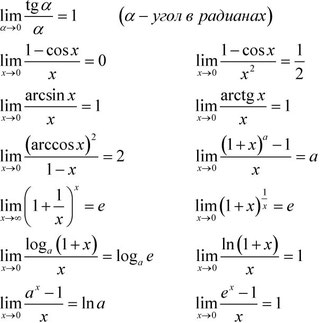 lim_{α→0} tg α / α = 1 (α – угол в радианах)
lim_{x→0} (1 − cos x) / x = 0    lim_{x→0} (1 − cos x) / x² = 1/2
lim_{x→0} arcsin x / x = 1    lim_{x→0} arctg x / x = 1
lim_{x→0} (arccos x)² / (1 − x) = 2    lim_{x→0} ((1 + x)^a − 1) / x = a
lim_{x→∞} (1 + 1/x)^x = e    lim_{x→0} (1 + x)^{1/x} = e
lim_{x→0} log_a (1 + x) / x = log_a e    lim_{x→0} ln(1 + x) / x = 1
lim_{x→0} (a^x − 1) / x = ln a    lim_{x→0} (e^x − 1) / x = 1